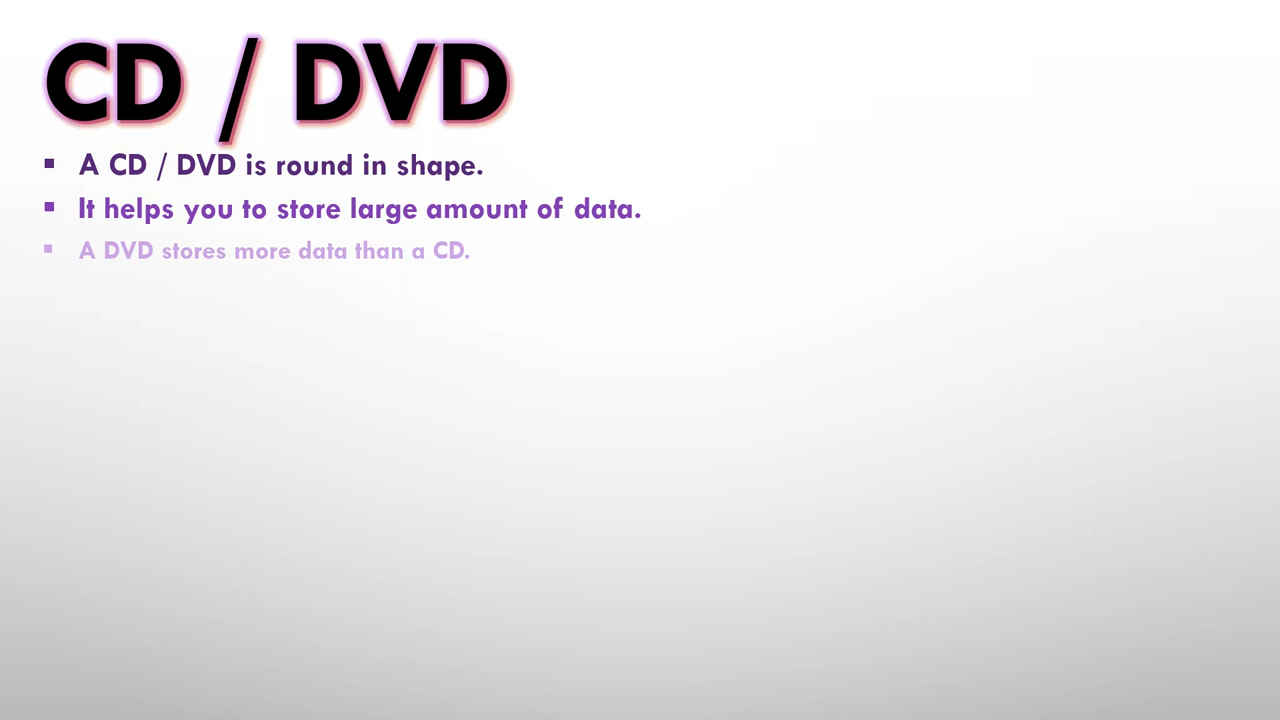 CD / DVD
▪ A CD / DVD is round in shape.
▪ It helps you to store large amount of data.
▪ A DVD stores more data than a CD.